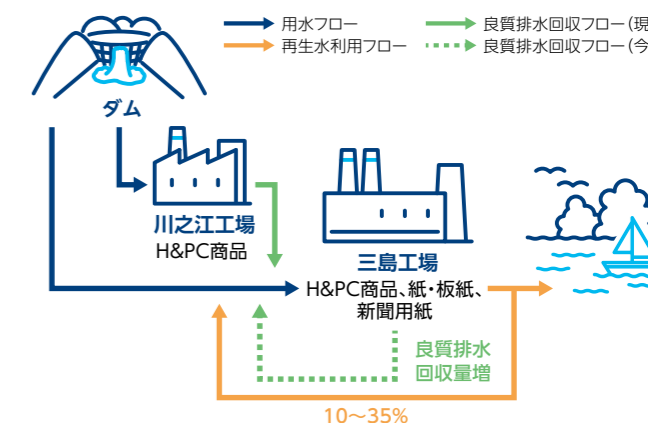 用水フロー
良質排水回収フロー（現
再生水利用フロー
良質排水回収フロー（今
ダム
川之江工場
H&PC商品
三島工場
H&PC商品、紙・板紙、
新聞用紙
良質排水
回収量増
10～35%